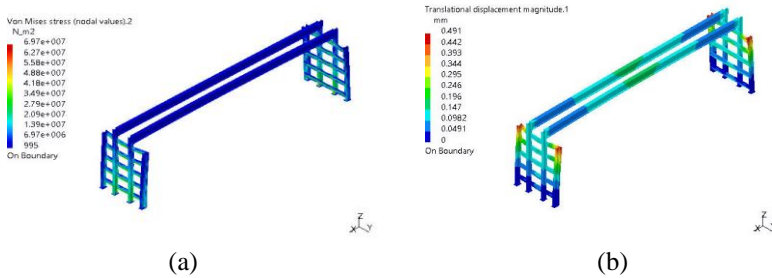 Von Mises stress (nodal values).2
N_m2
6.97e+007
6.27e+007
5.58e+007
4.88e+007
4.18e+007
3.49e+007
2.79e+007
2.09e+007
1.39e+007
6.97e+006
995
On Boundary
Z
X Y
(a)
Translational displacement magnitude.1
mm
0.491
0.442
0.393
0.344
0.295
0.246
0.196
0.147
0.0982
0.0491
0
On Boundary
Z
X Y
(b)